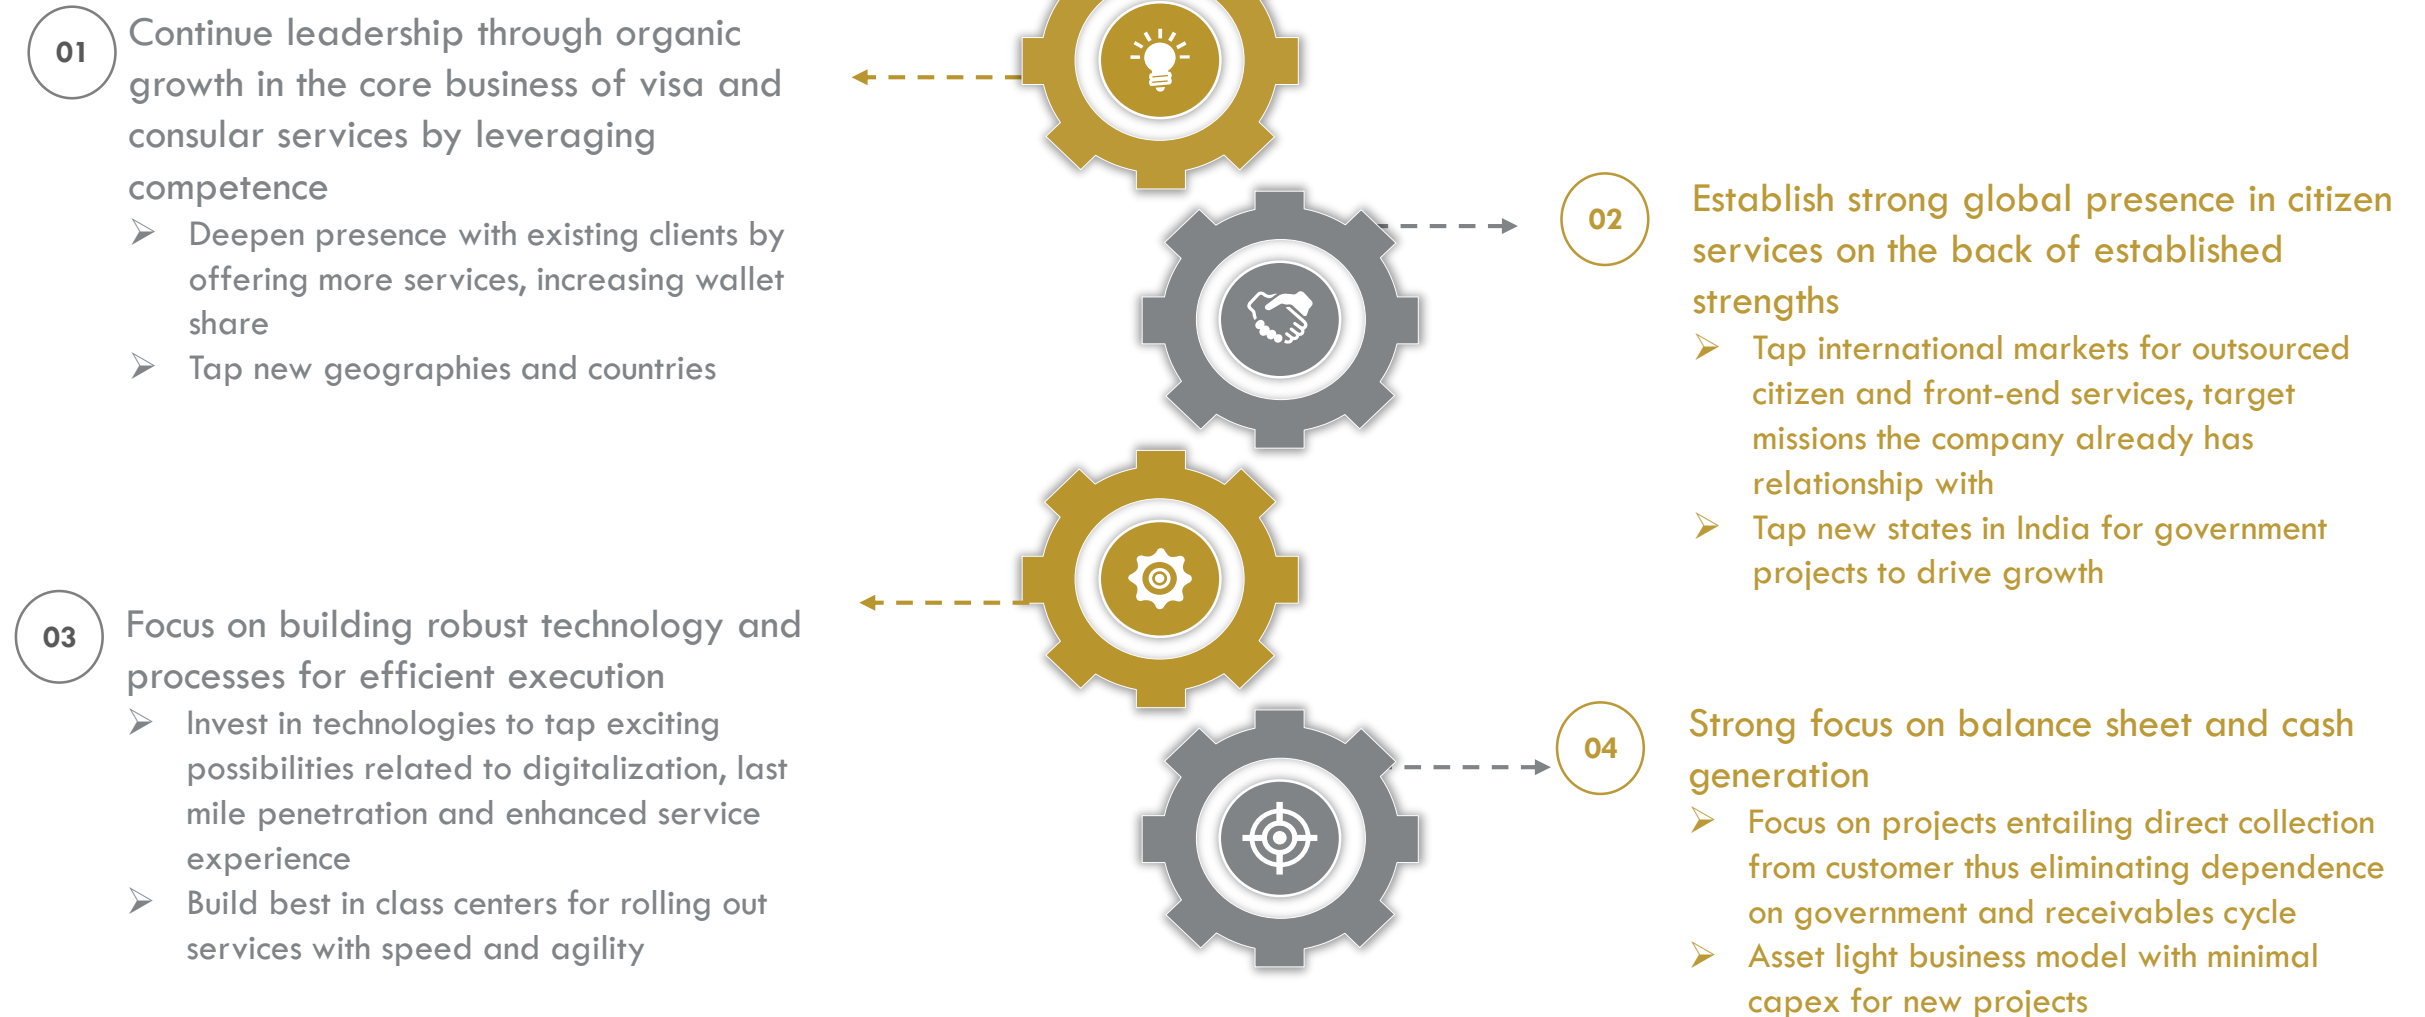 01
Continue leadership through organic
growth in the core business of visa and
consular services by leveraging
competence
➢ Deepen presence with existing clients by
offering more services, increasing wallet
share
➢ Tap new geographies and countries
02
Establish strong global presence in citizen
services on the back of established
strengths
➢ Tap international markets for outsourced
citizen and front-end services, target
missions the company already has
relationship with
➢ Tap new states in India for government
projects to drive growth
03
Focus on building robust technology and
processes for efficient execution
➢ Invest in technologies to tap exciting
possibilities related to digitalization, last
mile penetration and enhanced service
experience
➢ Build best in class centers for rolling out
services with speed and agility
04
Strong focus on balance sheet and cash
generation
➢ Focus on projects entailing direct collection
from customer thus eliminating dependence
on government and receivables cycle
➢ Asset light business model with minimal
capex for new projects